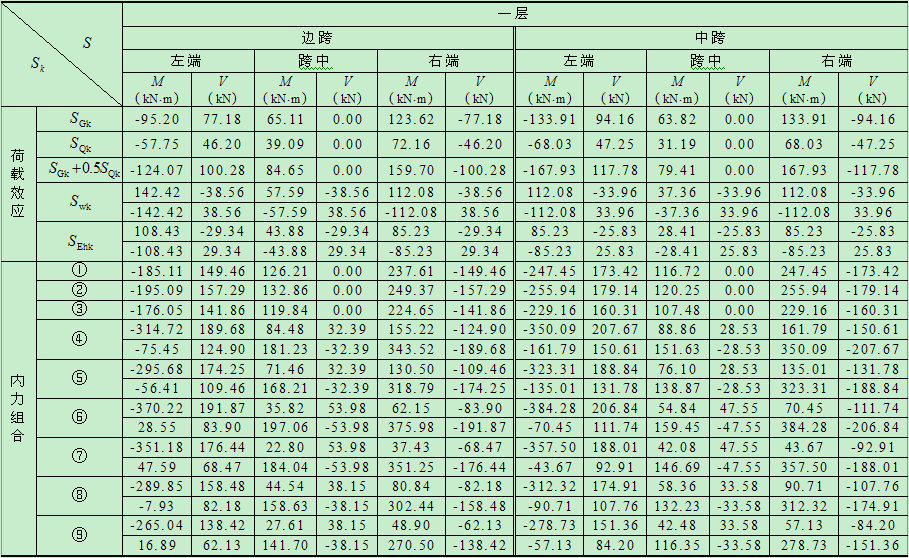 S
S_k
一层
边跨 中跨
左端 跨中 右端 左端 跨中 右端
M V M V M V M V M V M V
(kN·m) (kN) (kN·m) (kN) (kN·m) (kN) (kN·m) (kN) (kN·m) (kN) (kN·m) (kN)
荷载效应
S_Gk -95.20 77.18 65.11 0.00 123.62 -77.18 -133.91 94.16 63.82 0.00 133.91 -94.16
S_Qk -57.75 46.20 39.09 0.00 72.16 -46.20 -68.03 47.25 31.19 0.00 68.03 -47.25
S_Gk+0.5S_Qk -124.07 100.28 84.65 0.00 159.70 -100.28 -167.93 117.78 79.41 0.00 167.93 -117.78
S_wk 142.42 -38.56 57.59 -38.56 112.08 -38.56 112.08 -33.96 37.36 -33.96 112.08 -33.96
-142.42 38.56 -57.59 38.56 -112.08 38.56 -112.08 33.96 -37.36 33.96 -112.08 33.96
S_Ehk 108.43 -29.34 43.88 -29.34 85.23 -29.34 85.23 -25.83 28.41 -25.83 85.23 -25.83
-108.43 29.34 -43.88 29.34 -85.23 29.34 -85.23 25.83 -28.41 25.83 -85.23 25.83
内力组合
① -185.11 149.46 126.21 0.00 237.61 -149.46 -247.45 173.42 116.72 0.00 247.45 -173.42
② -195.09 157.29 132.86 0.00 249.37 -157.29 -255.94 179.14 120.25 0.00 255.94 -179.14
③ -176.05 141.86 119.84 0.00 224.65 -141.86 -229.16 160.31 107.48 0.00 229.16 -160.31
④ -314.72 189.68 84.48 32.39 155.22 -124.90 -350.09 207.67 88.86 28.53 161.79 -150.61
-75.45 124.90 181.23 -32.39 343.52 -189.68 -161.79 150.61 151.63 -28.53 350.09 -207.67
⑤ -295.68 174.25 71.46 32.39 130.50 -109.46 -323.31 188.84 76.10 28.53 135.01 -131.78
-56.41 109.46 168.21 -32.39 318.79 -174.25 -135.01 131.78 138.87 -28.53 323.31 -188.84
⑥ -370.22 191.87 35.82 53.98 62.15 -83.90 -384.28 206.84 54.84 47.55 70.45 -111.74
28.55 83.90 197.06 -53.98 375.98 -191.87 -70.45 111.74 159.45 -47.55 384.28 -206.84
⑦ -351.18 176.44 22.80 53.98 37.43 -68.47 -357.50 188.01 42.08 47.55 43.67 -92.91
47.59 68.47 184.04 -53.98 351.25 -176.44 -43.67 92.91 146.69 -47.55 357.50 -188.01
⑧ -289.85 158.48 44.54 38.15 80.84 -82.18 -312.32 174.91 58.36 33.58 90.71 -107.76
-7.93 82.18 158.63 -38.15 302.44 -158.48 -90.71 107.76 132.23 -33.58 312.32 -174.91
⑨ -265.04 138.42 27.61 38.15 48.90 -62.13 -278.73 151.36 42.48 33.58 57.13 -84.20
16.89 62.13 141.70 -38.15 270.50 -138.42 -57.13 84.20 116.35 -33.58 278.73 -151.36